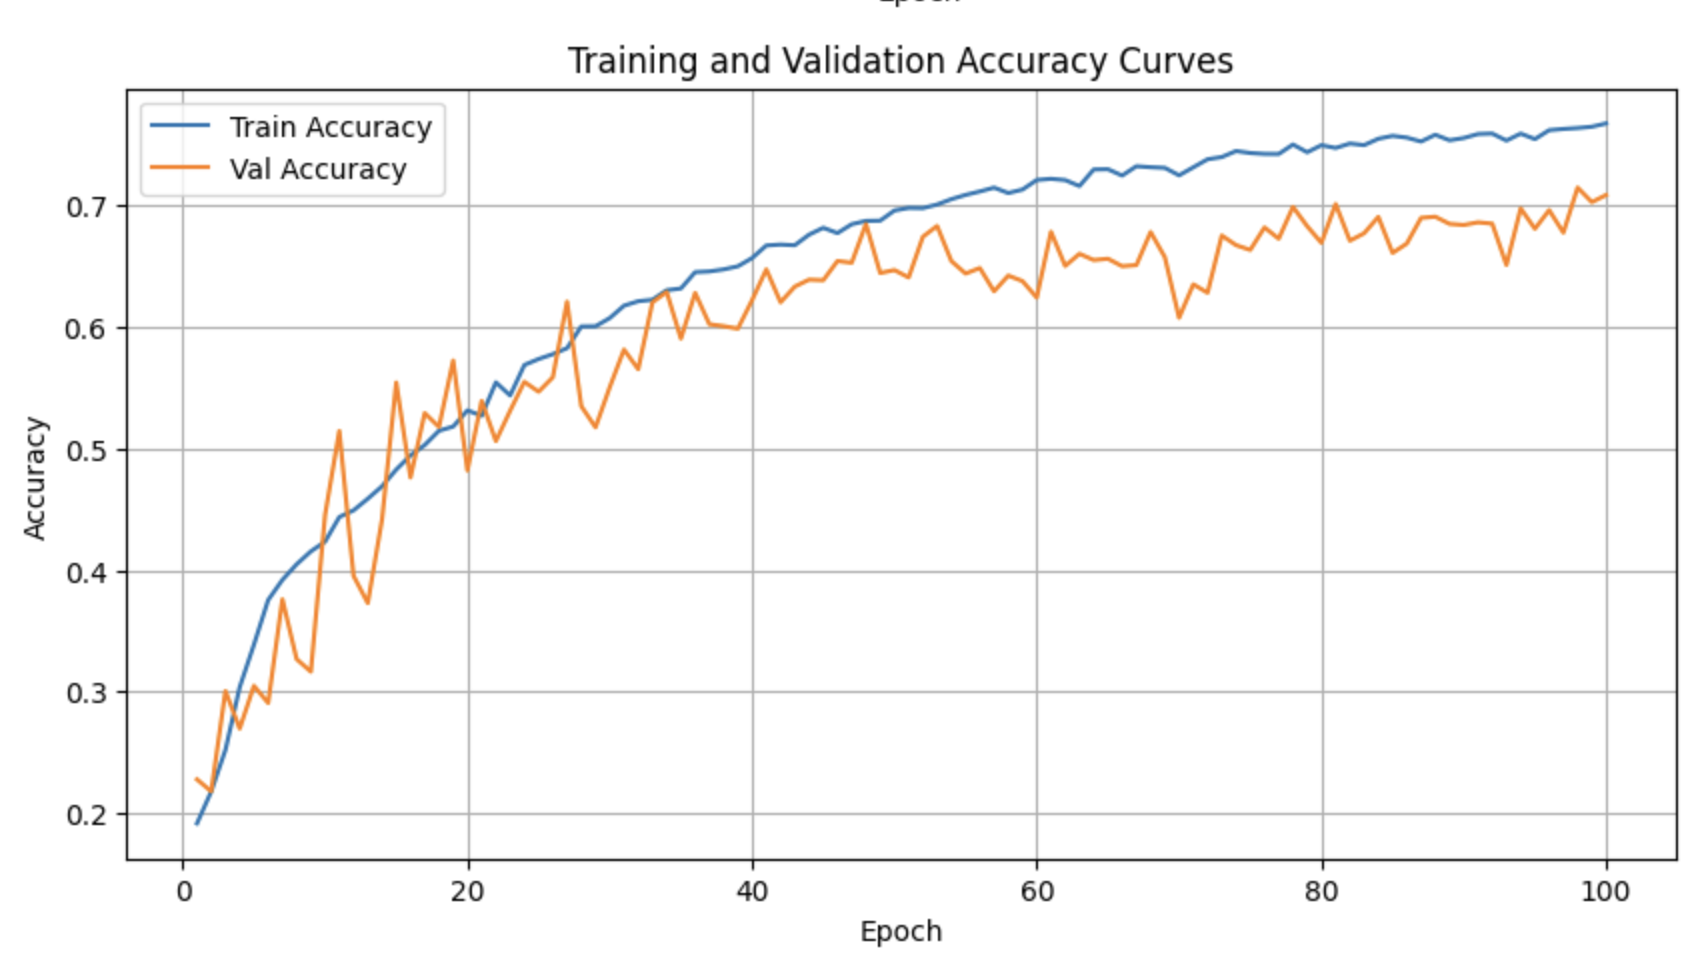 Epoch
Training and Validation Accuracy Curves
Train Accuracy
Val Accuracy
0.7
0.6
0.5
0.4
0.3
0.2
Accuracy
0 20 40 60 80 100
Epoch